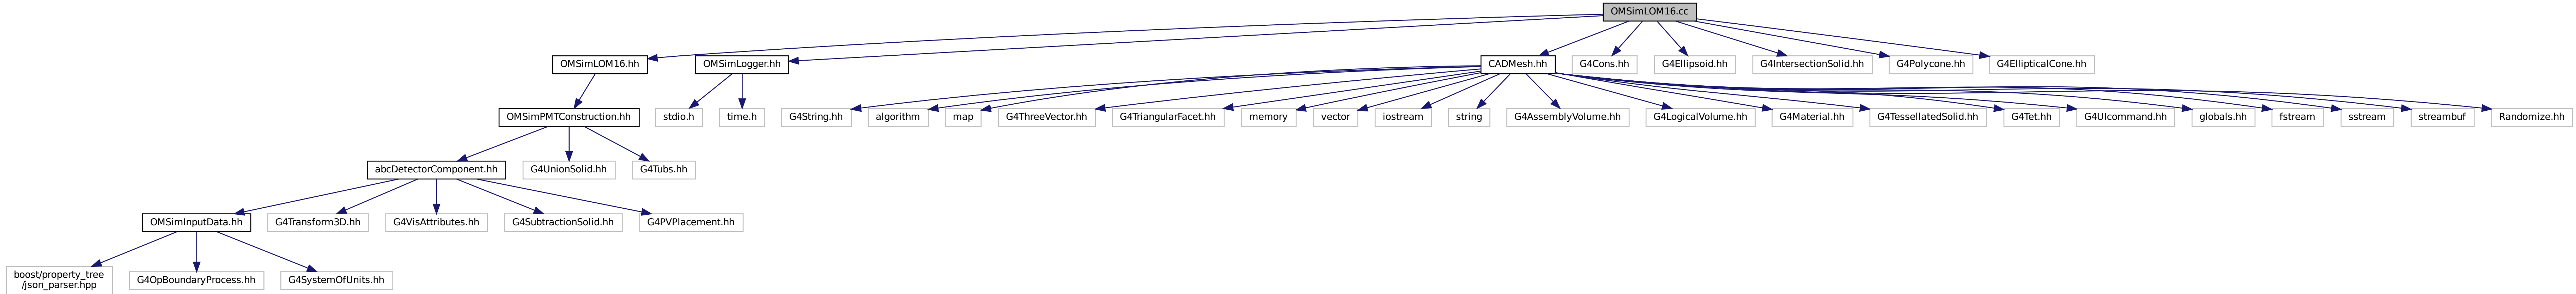 OMSimLOM16.cc
OMSimLOM16.hh
OMSimLogger.hh
CADMesh.hh
G4Cons.hh
G4Ellipsoid.hh
G4IntersectionSolid.hh
G4Polycone.hh
G4EllipticalCone.hh
OMSimPMTConstruction.hh
stdio.h
time.h
G4String.hh
algorithm
map
G4ThreeVector.hh
G4TriangularFacet.hh
memory
vector
iostream
string
G4AssemblyVolume.hh
G4LogicalVolume.hh
G4Material.hh
G4TessellatedSolid.hh
G4Tet.hh
G4UIcommand.hh
globals.hh
fstream
sstream
streambuf
Randomize.hh
abcDetectorComponent.hh
G4UnionSolid.hh
G4Tubs.hh
OMSimInputData.hh
G4Transform3D.hh
G4VisAttributes.hh
G4SubtractionSolid.hh
G4PVPlacement.hh
boost/property_tree
/json_parser.hpp
G4OpBoundaryProcess.hh
G4SystemOfUnits.hh